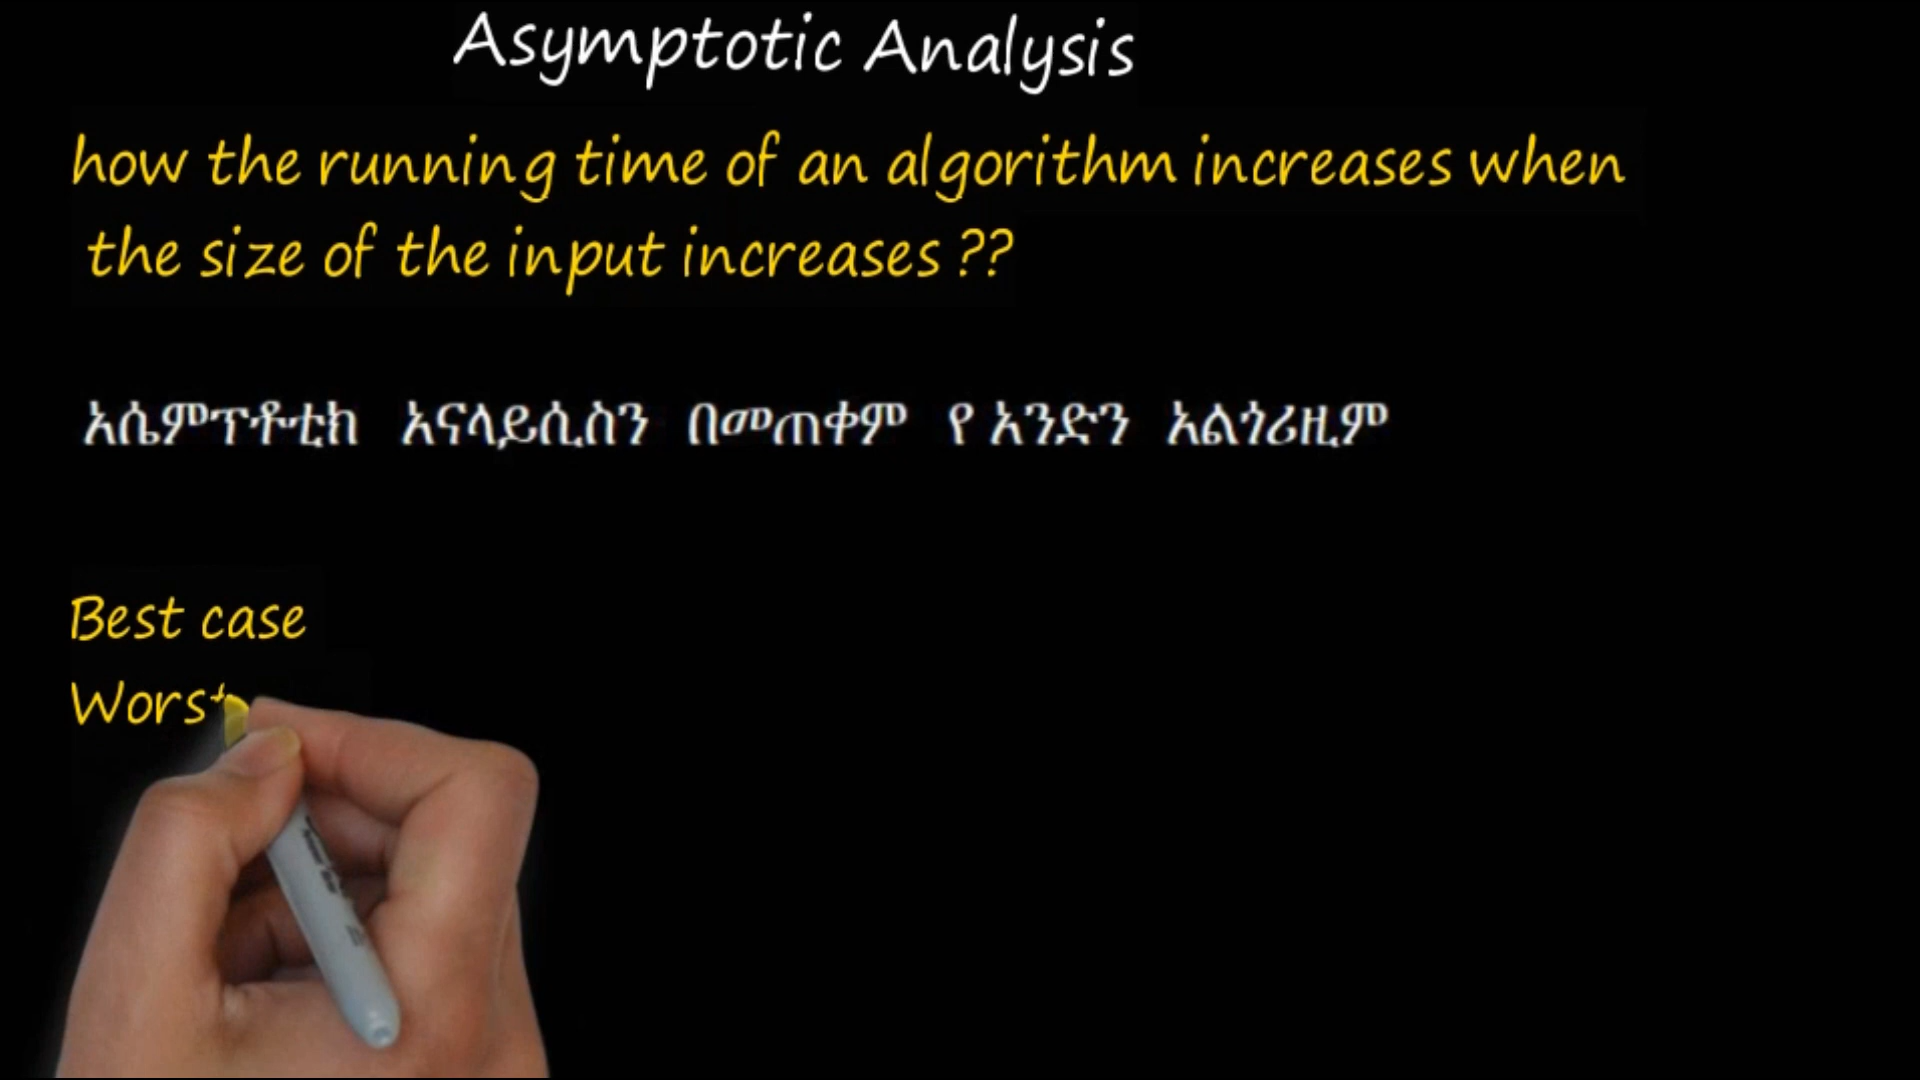 Asymptotic Analysis
how the running time of an algorithm increases when
the size of the input increases ??
አሴምፕቶቲክ አናላይሲስን በመጠቀም የ አንድን አልጎሪዚም
Best case
Worst